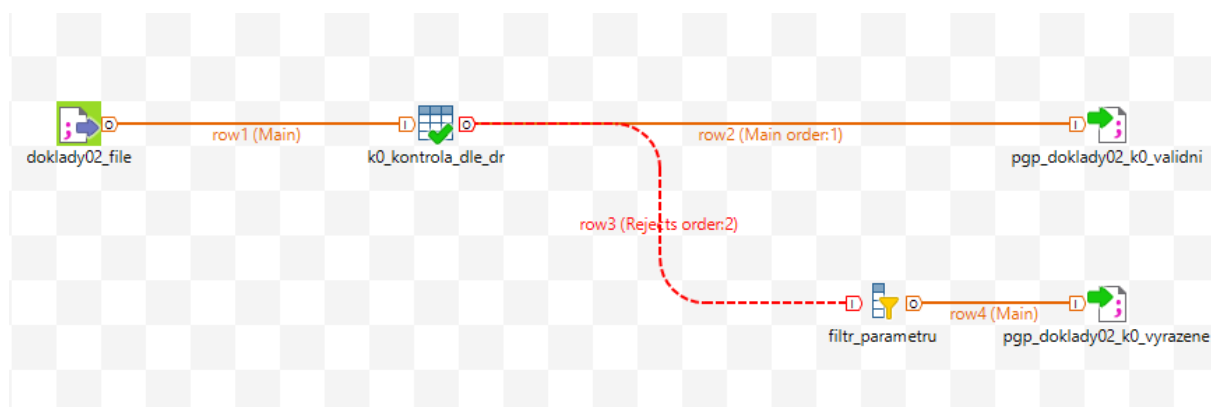 row1 (Main)
row2 (Main order:1)
doklady02_file
k0_kontrola_dle_dr
pgp_doklady02_k0_validni
row3 (Rejects order:2)
row4 (Main)
filtr_parametru
pgp_doklady02_k0_vyrazene